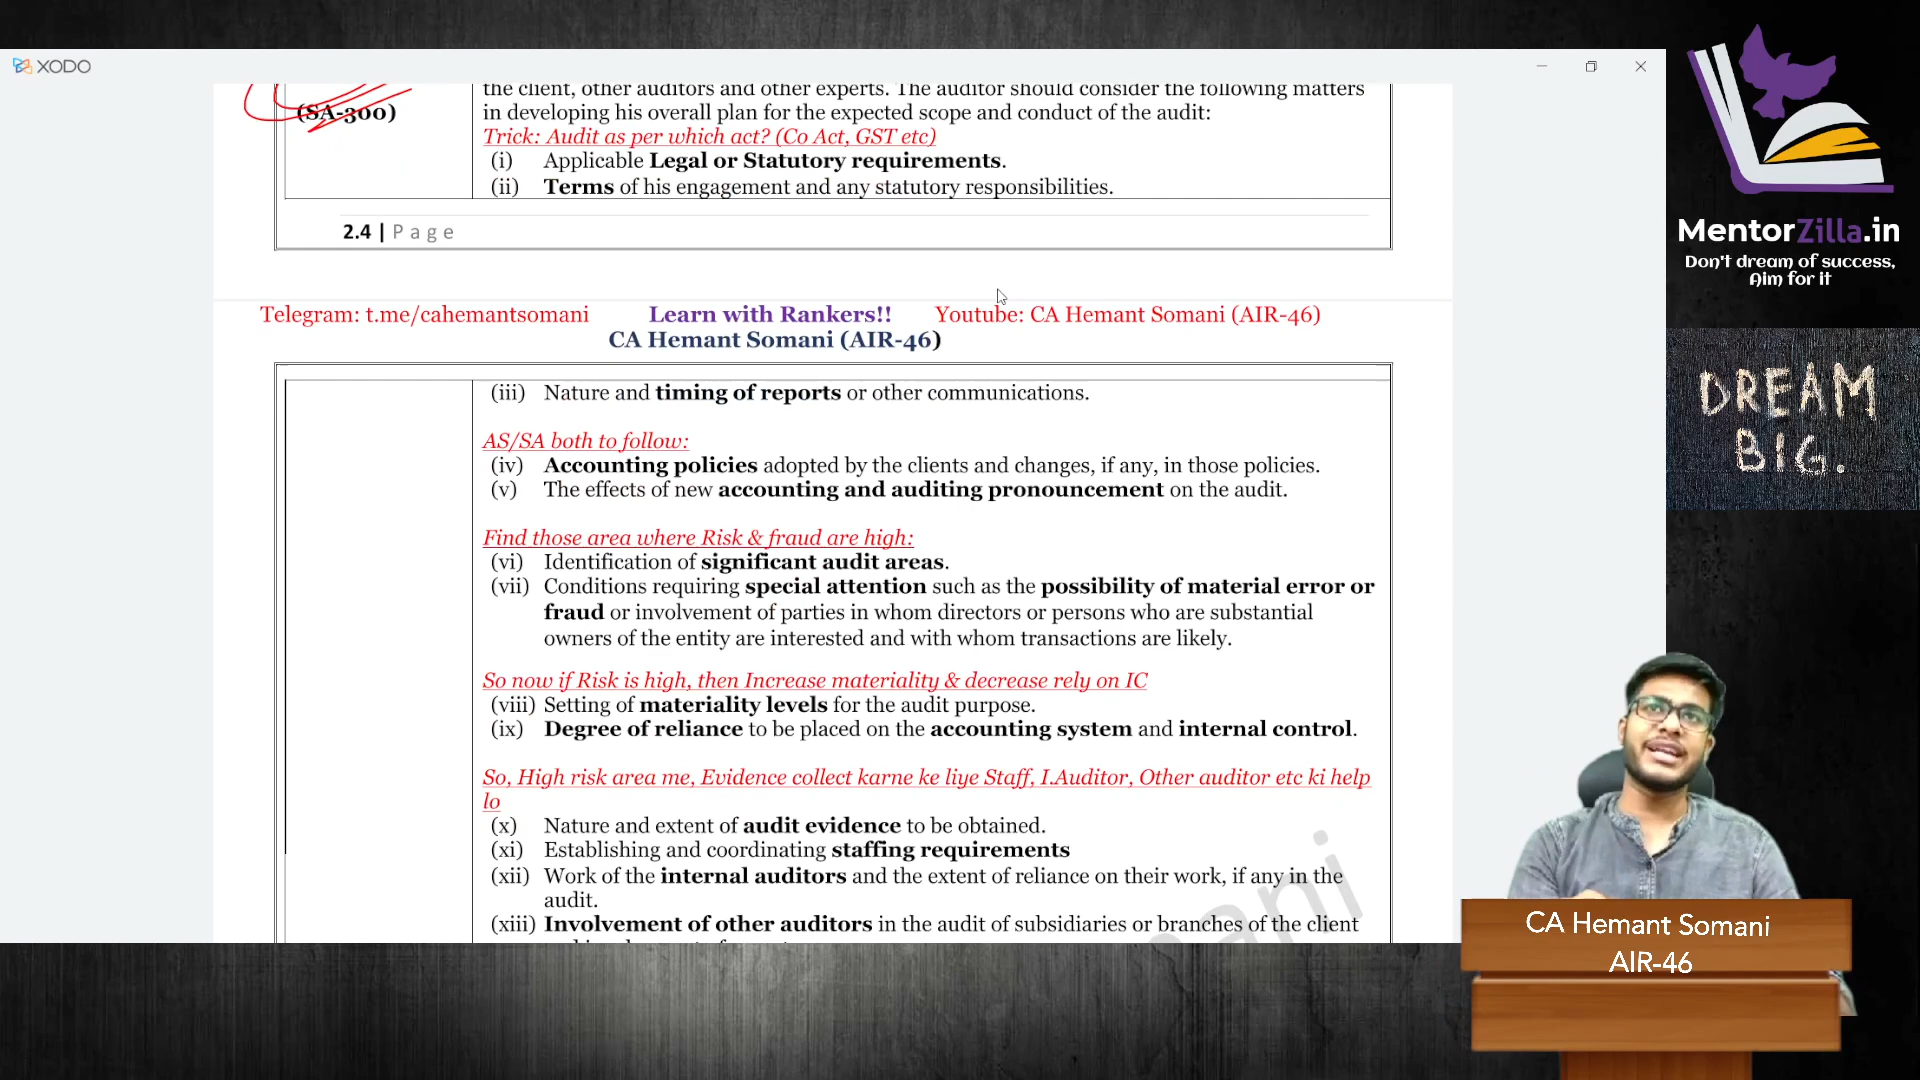 XODO
the client, other auditors and other experts. The auditor should consider the following matters
(SA-300)
in developing his overall plan for the expected scope and conduct of the audit:
Trick: Audit as per which act? (Co Act, GST etc)
(i) Applicable Legal or Statutory requirements.
(ii) Terms of his engagement and any statutory responsibilities.
2.4 | Page
Telegram: t.me/cahemantsomani Learn with Rankers!! Youtube: CA Hemant Somani (AIR-46)
CA Hemant Somani (AIR-46)
(iii) Nature and timing of reports or other communications.
AS/SA both to follow:
(iv) Accounting policies adopted by the clients and changes, if any, in those policies.
(v) The effects of new accounting and auditing pronouncement on the audit.
Find those area where Risk & fraud are high:
(vi) Identification of significant audit areas.
(vii) Conditions requiring special attention such as the possibility of material error or
fraud or involvement of parties in whom directors or persons who are substantial
owners of the entity are interested and with whom transactions are likely.
So now if Risk is high, then Increase materiality & decrease rely on IC
(viii) Setting of materiality levels for the audit purpose.
(ix) Degree of reliance to be placed on the accounting system and internal control.
So, High risk area me, Evidence collect karne ke liye Staff, I.Auditor, Other auditor etc ki help
lo
(x) Nature and extent of audit evidence to be obtained.
(xi) Establishing and coordinating staffing requirements
(xii) Work of the internal auditors and the extent of reliance on their work, if any in the
audit.
(xiii) Involvement of other auditors in the audit of subsidiaries or branches of the client
MentorZilla.in
Don't dream of success,
Aim for it
DREAM
BIG.
CA Hemant Somani
AIR-46